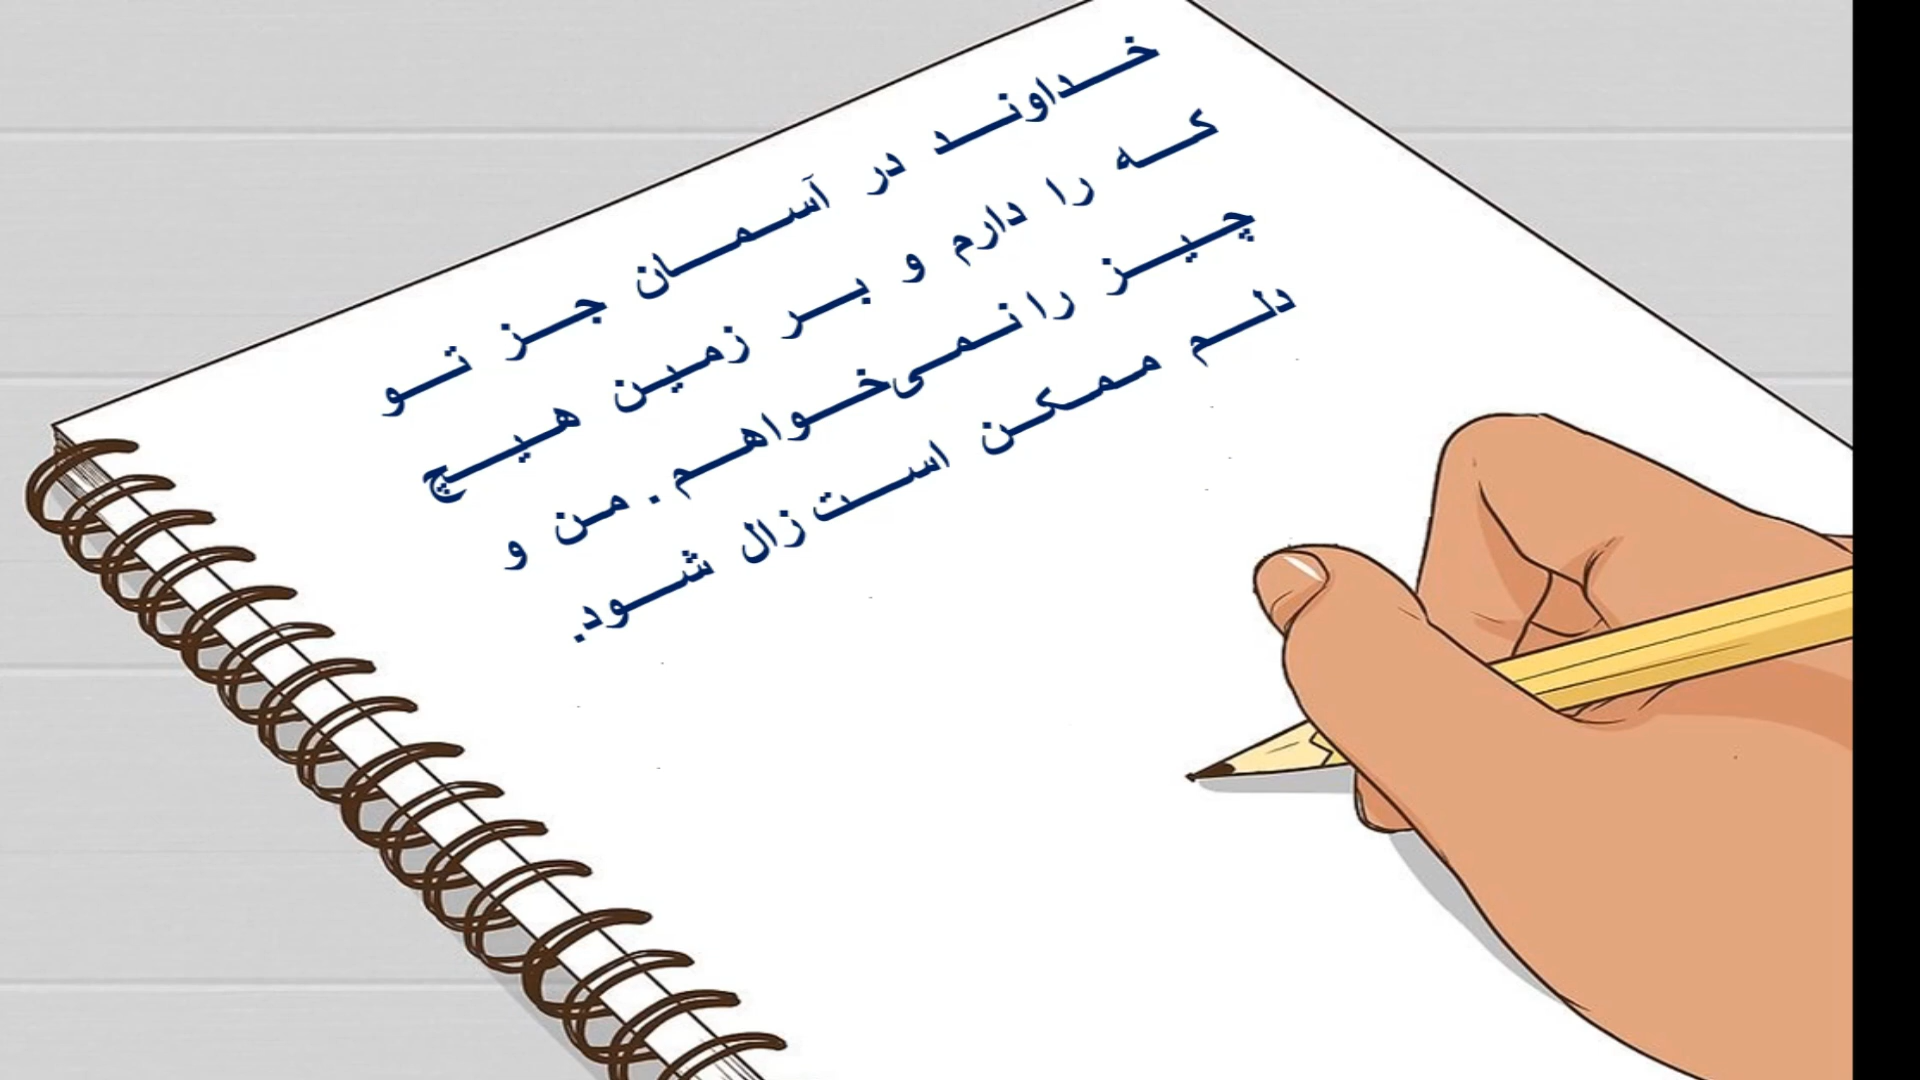 خداوند در آسمان جز تو
که را دارم و بر زمین هیچ
چیز را نمی‌خواهم . من و
دلم ممکن است زال شود.